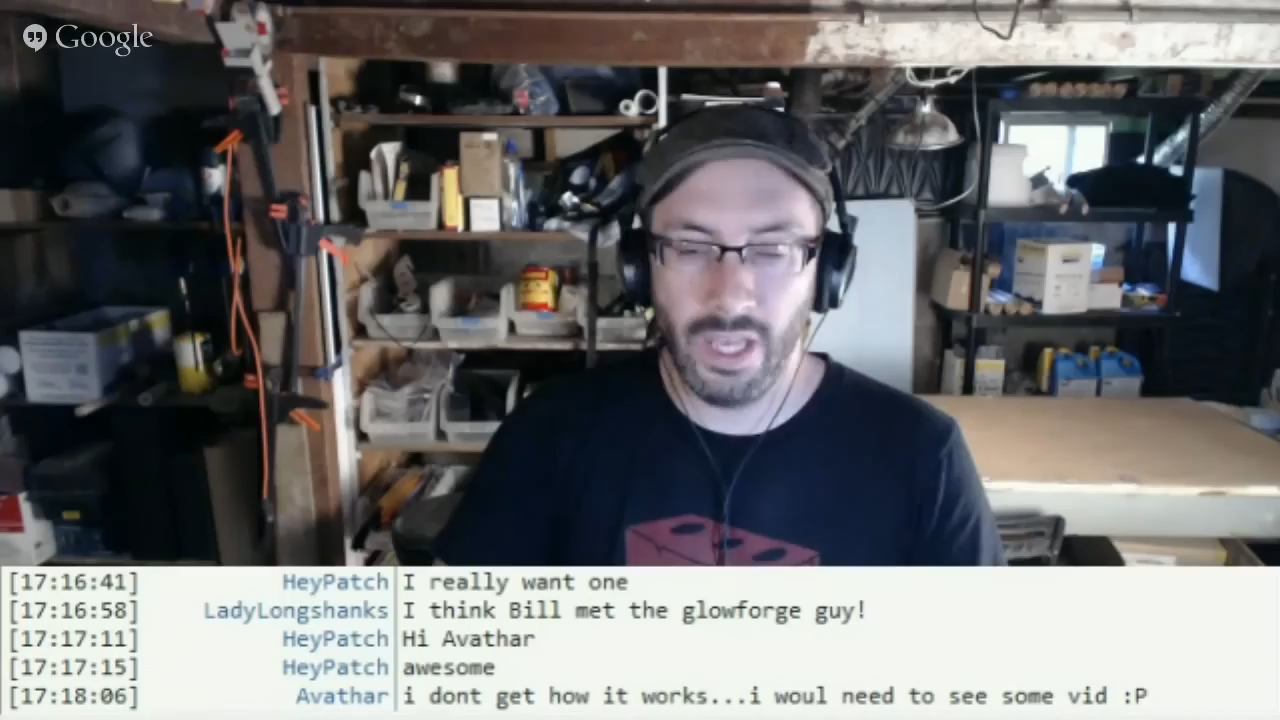 Google
[17:16:41] HeyPatch I really want one
[17:16:58] LadyLongshanks I think Bill met the glowforge guy!
[17:17:11] HeyPatch Hi Avathar
[17:17:15] HeyPatch awesome
[17:18:06] Avathar i dont get how it works...i woul need to see some vid :P